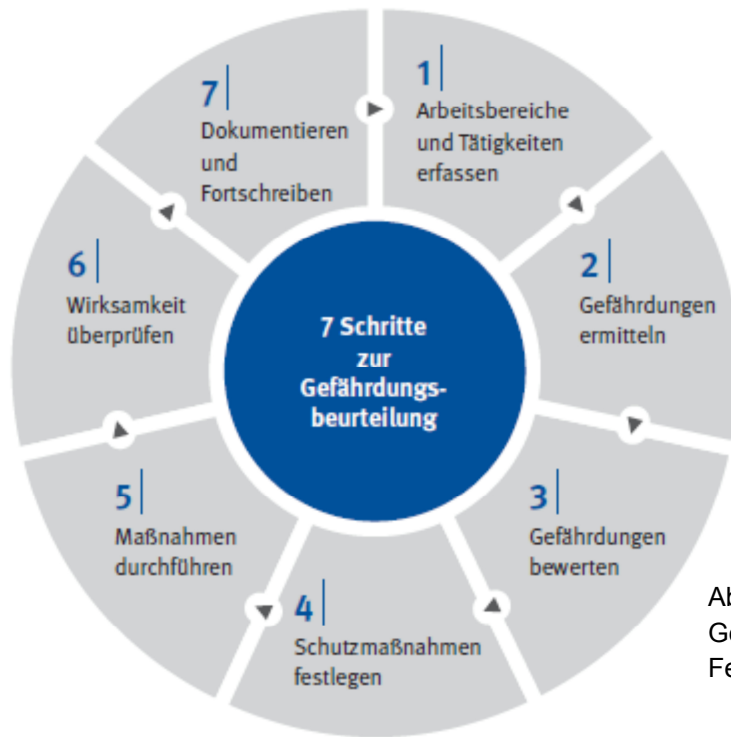 7 Schritte
zur
Gefährdungs-
beurteilung
1
Arbeitsbereiche
und Tätigkeiten
erfassen
2
Gefährdungen
ermitteln
3
Gefährdungen
bewerten
4
Schutzmaßnahmen
festlegen
5
Maßnahmen
durchführen
6
Wirksamkeit
überprüfen
7
Dokumentieren
und
Fortschreiben